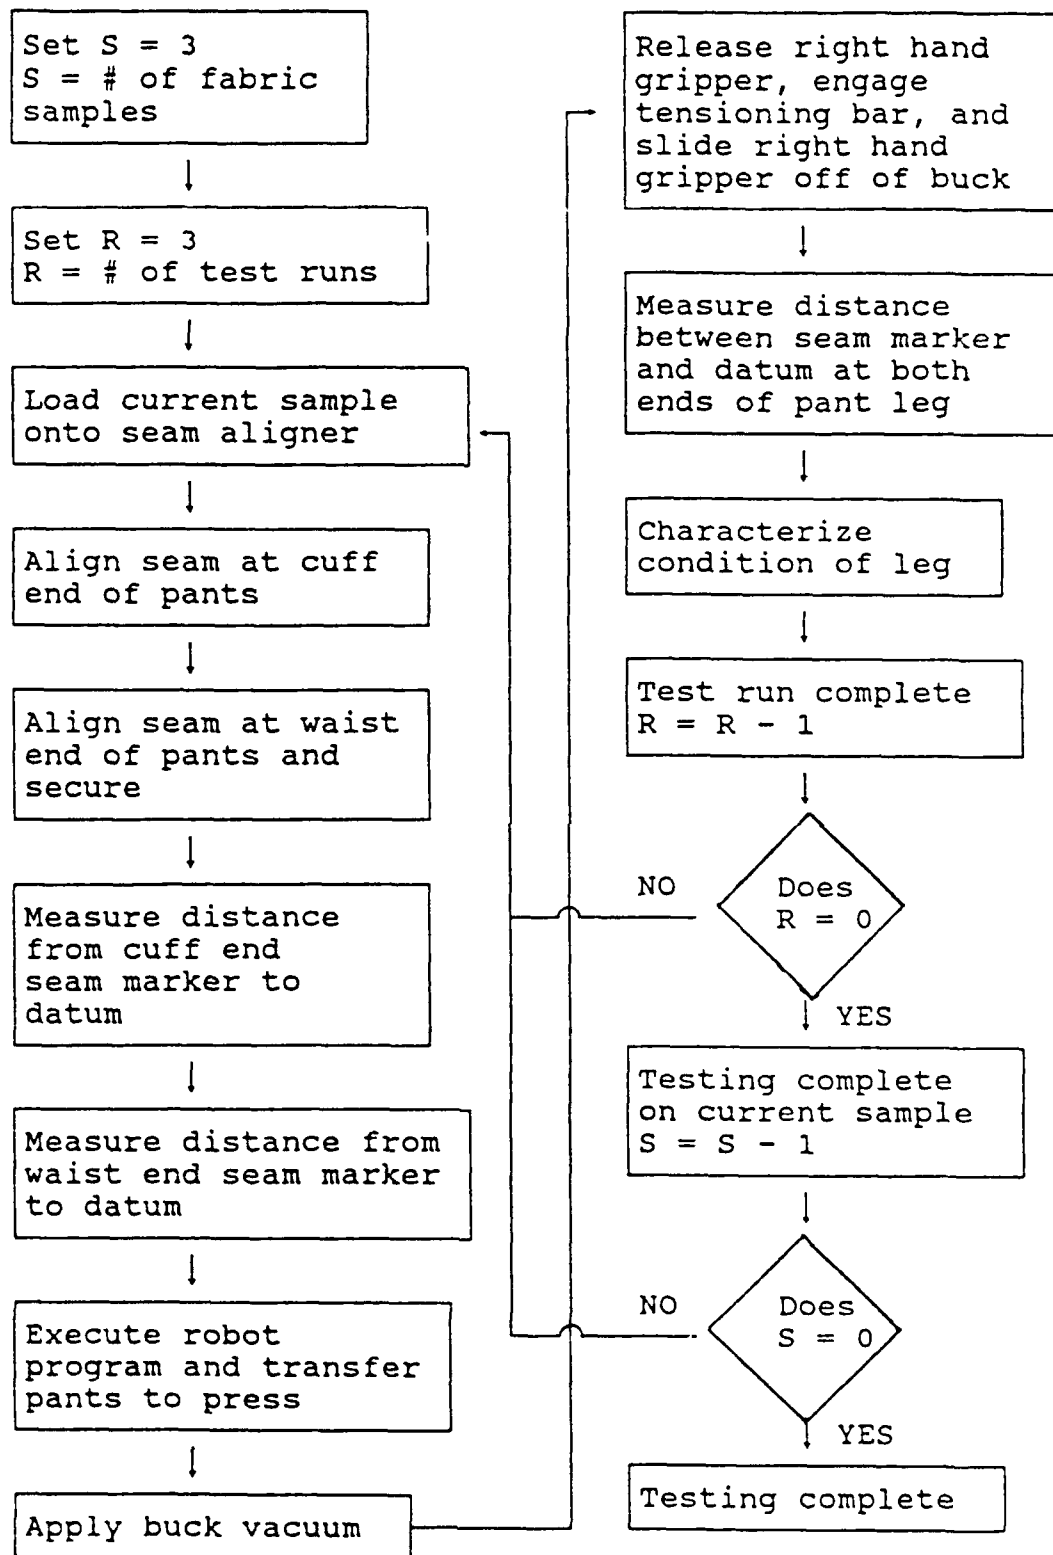 Set S = 3
S = # of fabric
samples
Set R = 3
R = # of test runs
Load current sample
onto seam aligner
Align seam at cuff
end of pants
Align seam at waist
end of pants and
secure
Measure distance
from cuff end
seam marker to
datum
Measure distance from
waist end seam marker
to datum
Execute robot
program and transfer
pants to press
Apply buck vacuum
Release right hand
gripper, engage
tensioning bar, and
slide right hand
gripper off of buck
Measure distance
between seam marker
and datum at both
ends of pant leg
Characterize
condition of leg
Test run complete
R = R - 1
Does
R = 0
NO
YES
Testing complete
on current sample
S = S - 1
Does
S = 0
NO
YES
Testing complete